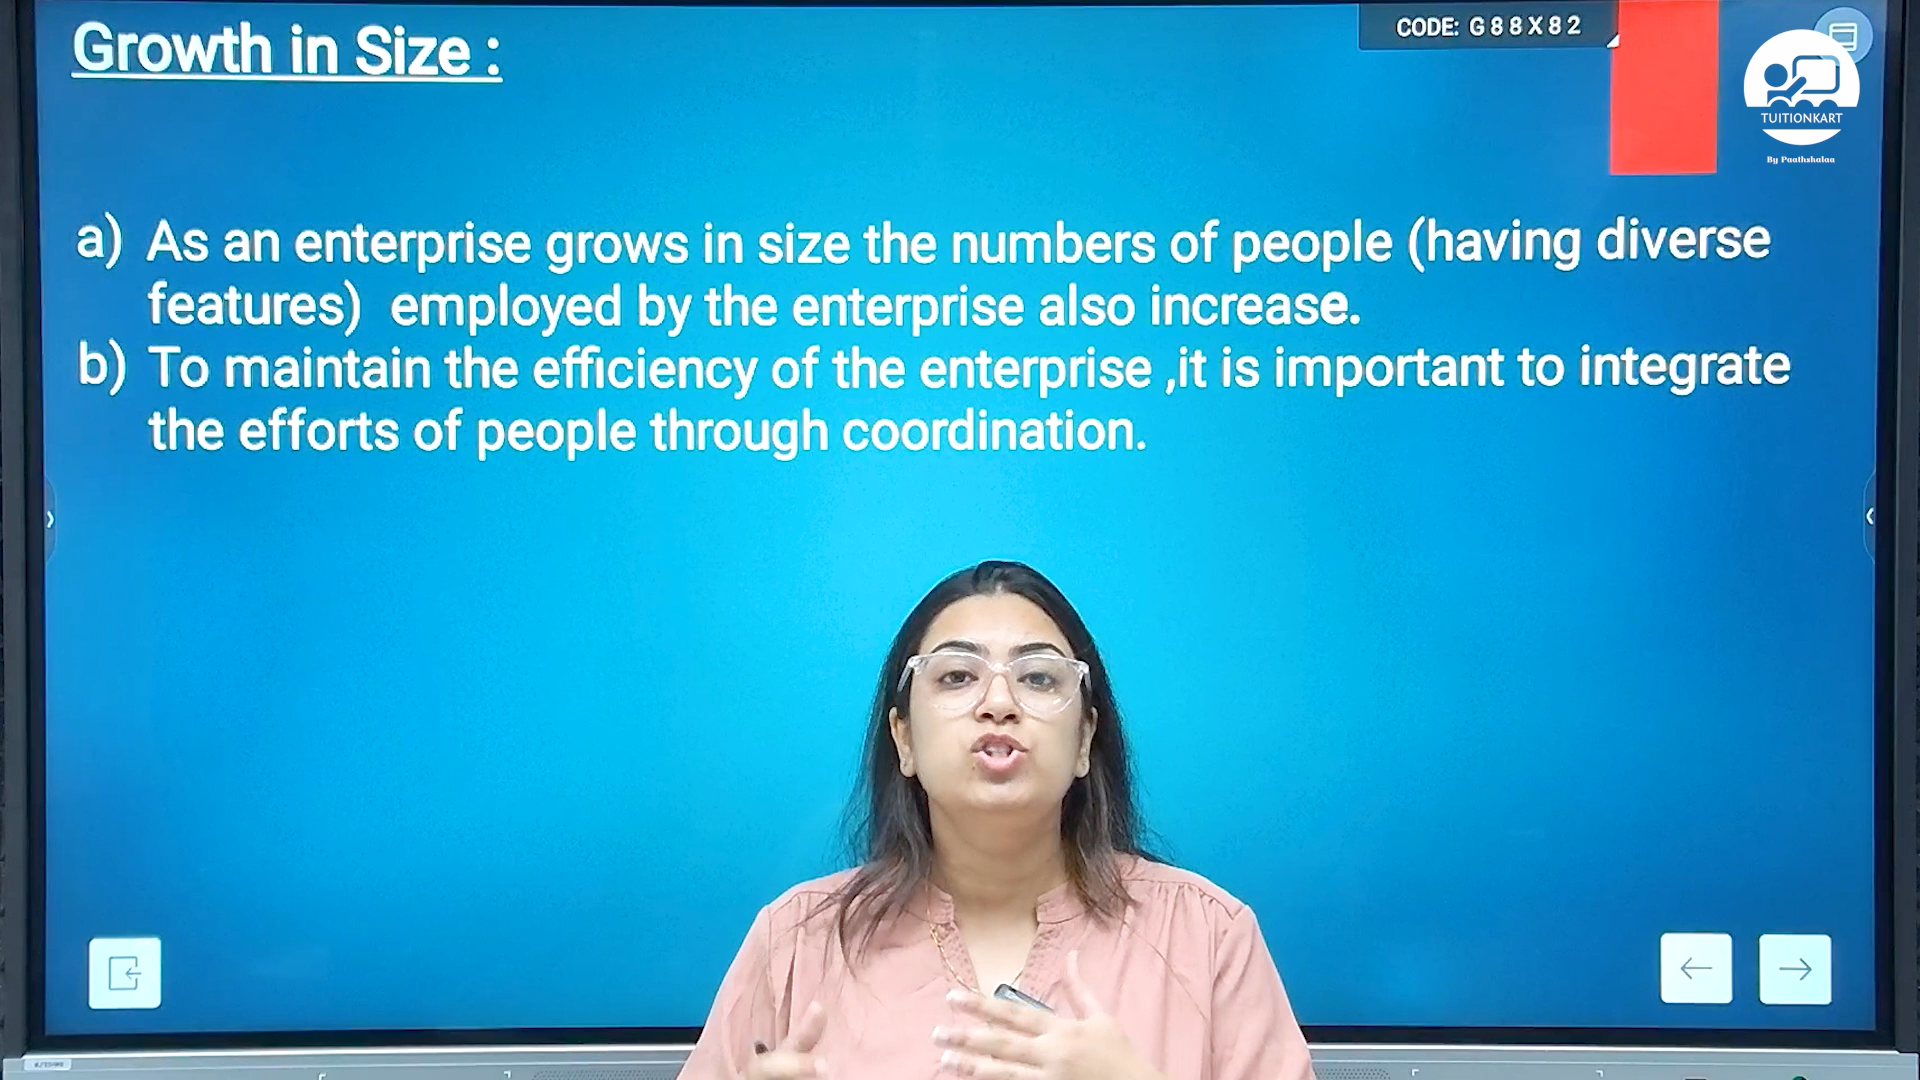 Growth in Size :
CODE: G88X82
TUITIONKART
By Paathshalaa
a) As an enterprise grows in size the numbers of people (having diverse
features) employed by the enterprise also increase.
b) To maintain the efficiency of the enterprise ,it is important to integrate
the efforts of people through coordination.